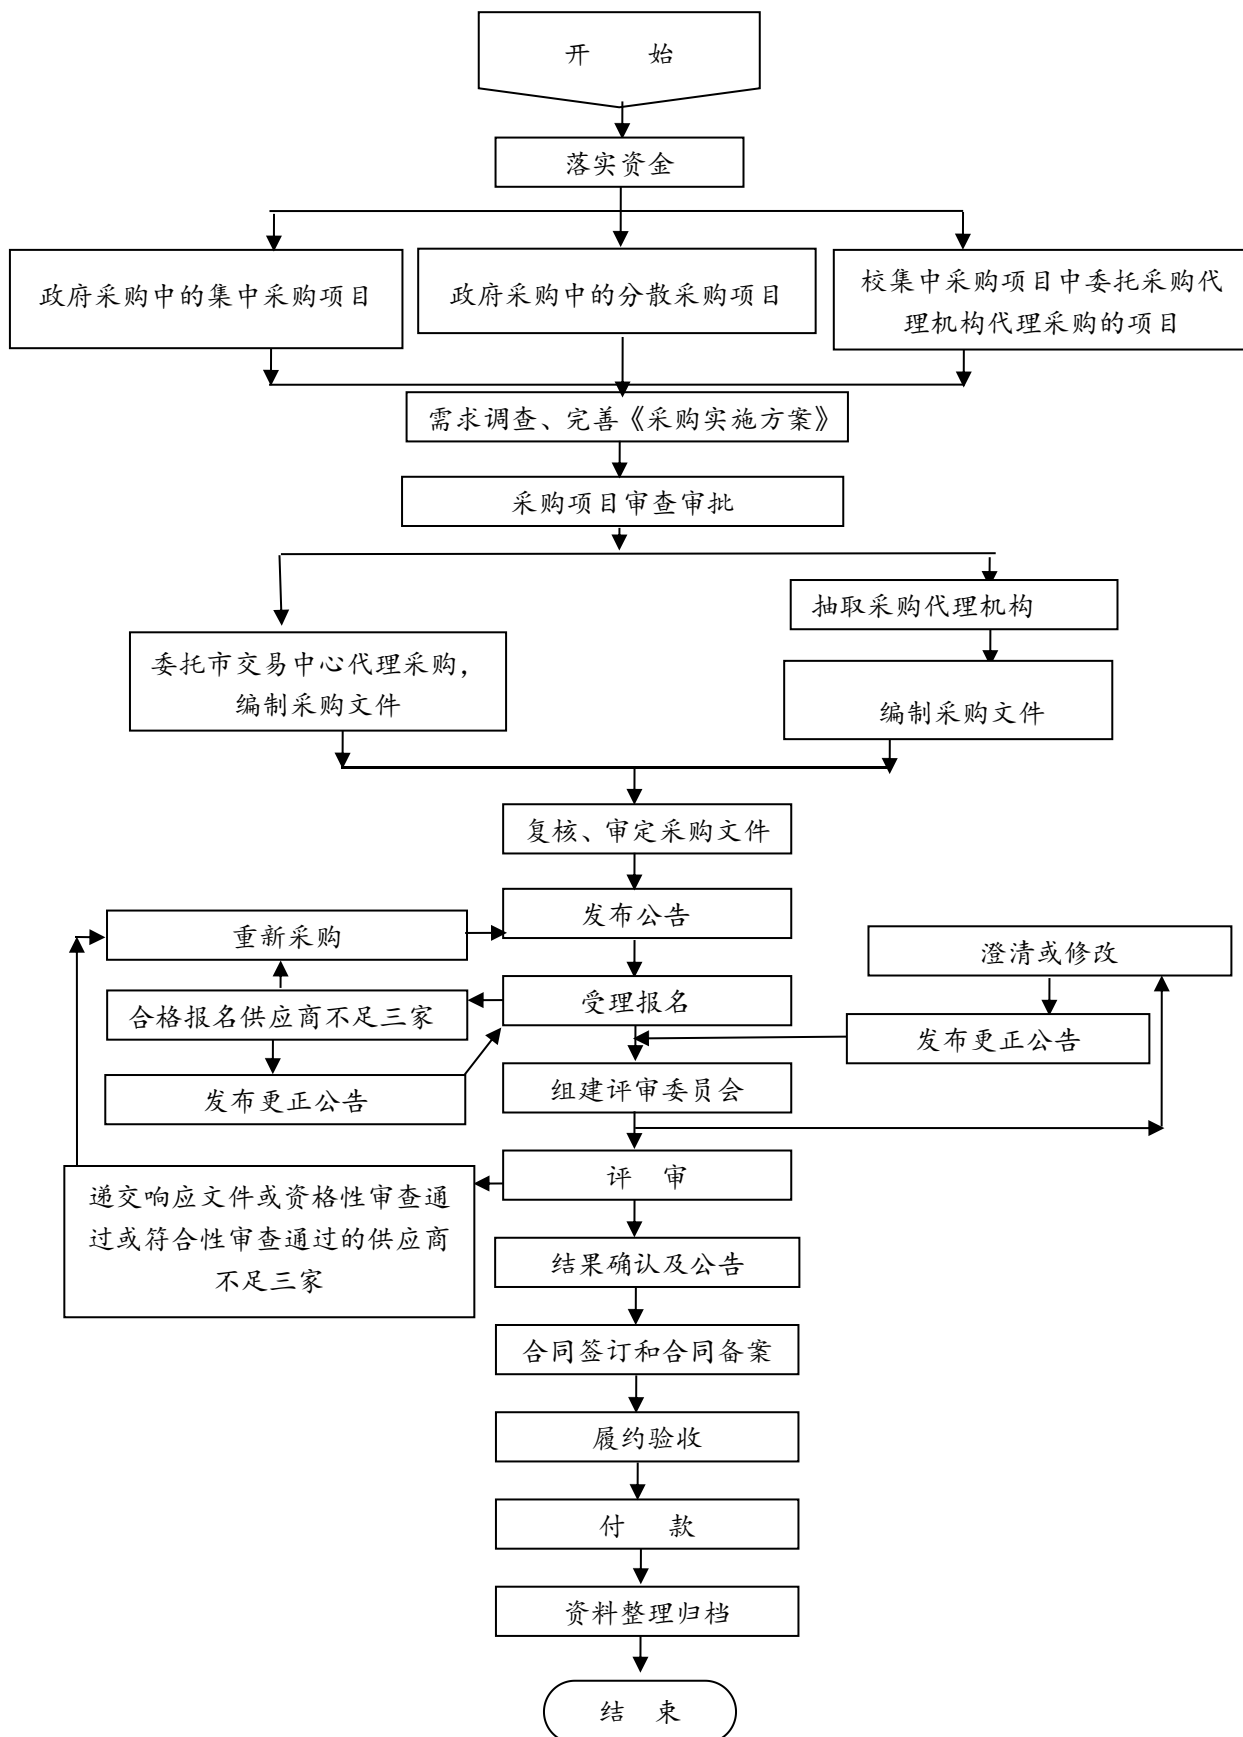 开 始
落实资金
政府采购中的集中采购项目
政府采购中的分散采购项目
校集中采购项目中委托采购代
理机构代理采购的项目
需求调查、完善《采购实施方案》
采购项目审查审批
抽取采购代理机构
委托市交易中心代理采购,
编制采购文件
编制采购文件
复核、审定采购文件
发布公告
重新采购
澄清或修改
受理报名
合格报名供应商不足三家
发布更正公告
组建评审委员会
发布更正公告
评 审
递交响应文件或资格性审查通
过或符合性审查通过的供应商
不足三家
结果确认及公告
合同签订和合同备案
履约验收
付 款
资料整理归档
结 束